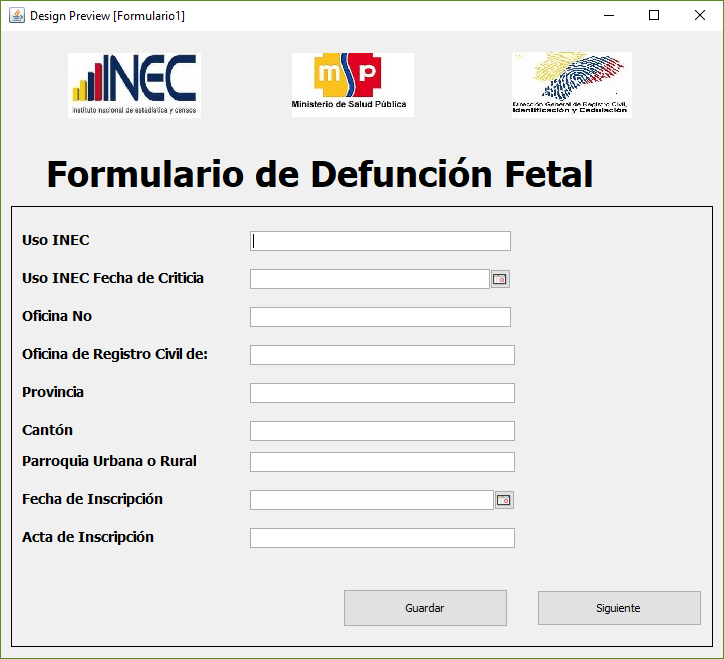 Design Preview [Formulario1]
INEC
instituto nacional de estadística y censos
msp
Ministerio de Salud Pública
Dirección General de Registro Civil,
Identificación y Cedulación
Formulario de Defunción Fetal
Uso INEC
Uso INEC Fecha de Criticia
Oficina No
Oficina de Registro Civil de:
Provincia
Cantón
Parroquia Urbana o Rural
Fecha de Inscripción
Acta de Inscripción
Guardar
Siguiente